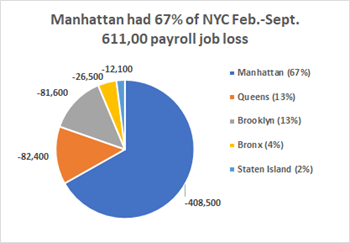 Manhattan had 67% of NYC Feb.-Sept.
611,00 payroll job loss
-12,100
-26,500
-81,600
-82,400
-408,500
Manhattan (67%)
Queens (13%)
Brooklyn (13%)
Bronx (4%)
Staten Island (2%)